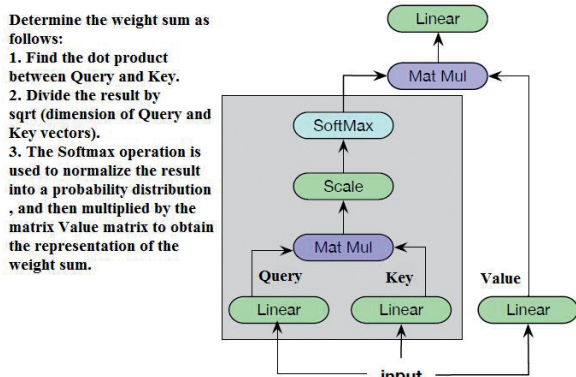 Determine the weight sum as
follows:
1. Find the dot product
between Query and Key.
2. Divide the result by
sqrt (dimension of Query and
Key vectors).
3. The Softmax operation is
used to normalize the result
into a probability distribution
, and then multiplied by the
matrix Value matrix to obtain
the representation of the
weight sum.
Linear
Mat Mul
SoftMax
Scale
Mat Mul
Query
Key
Value
Linear
Linear
Linear
input